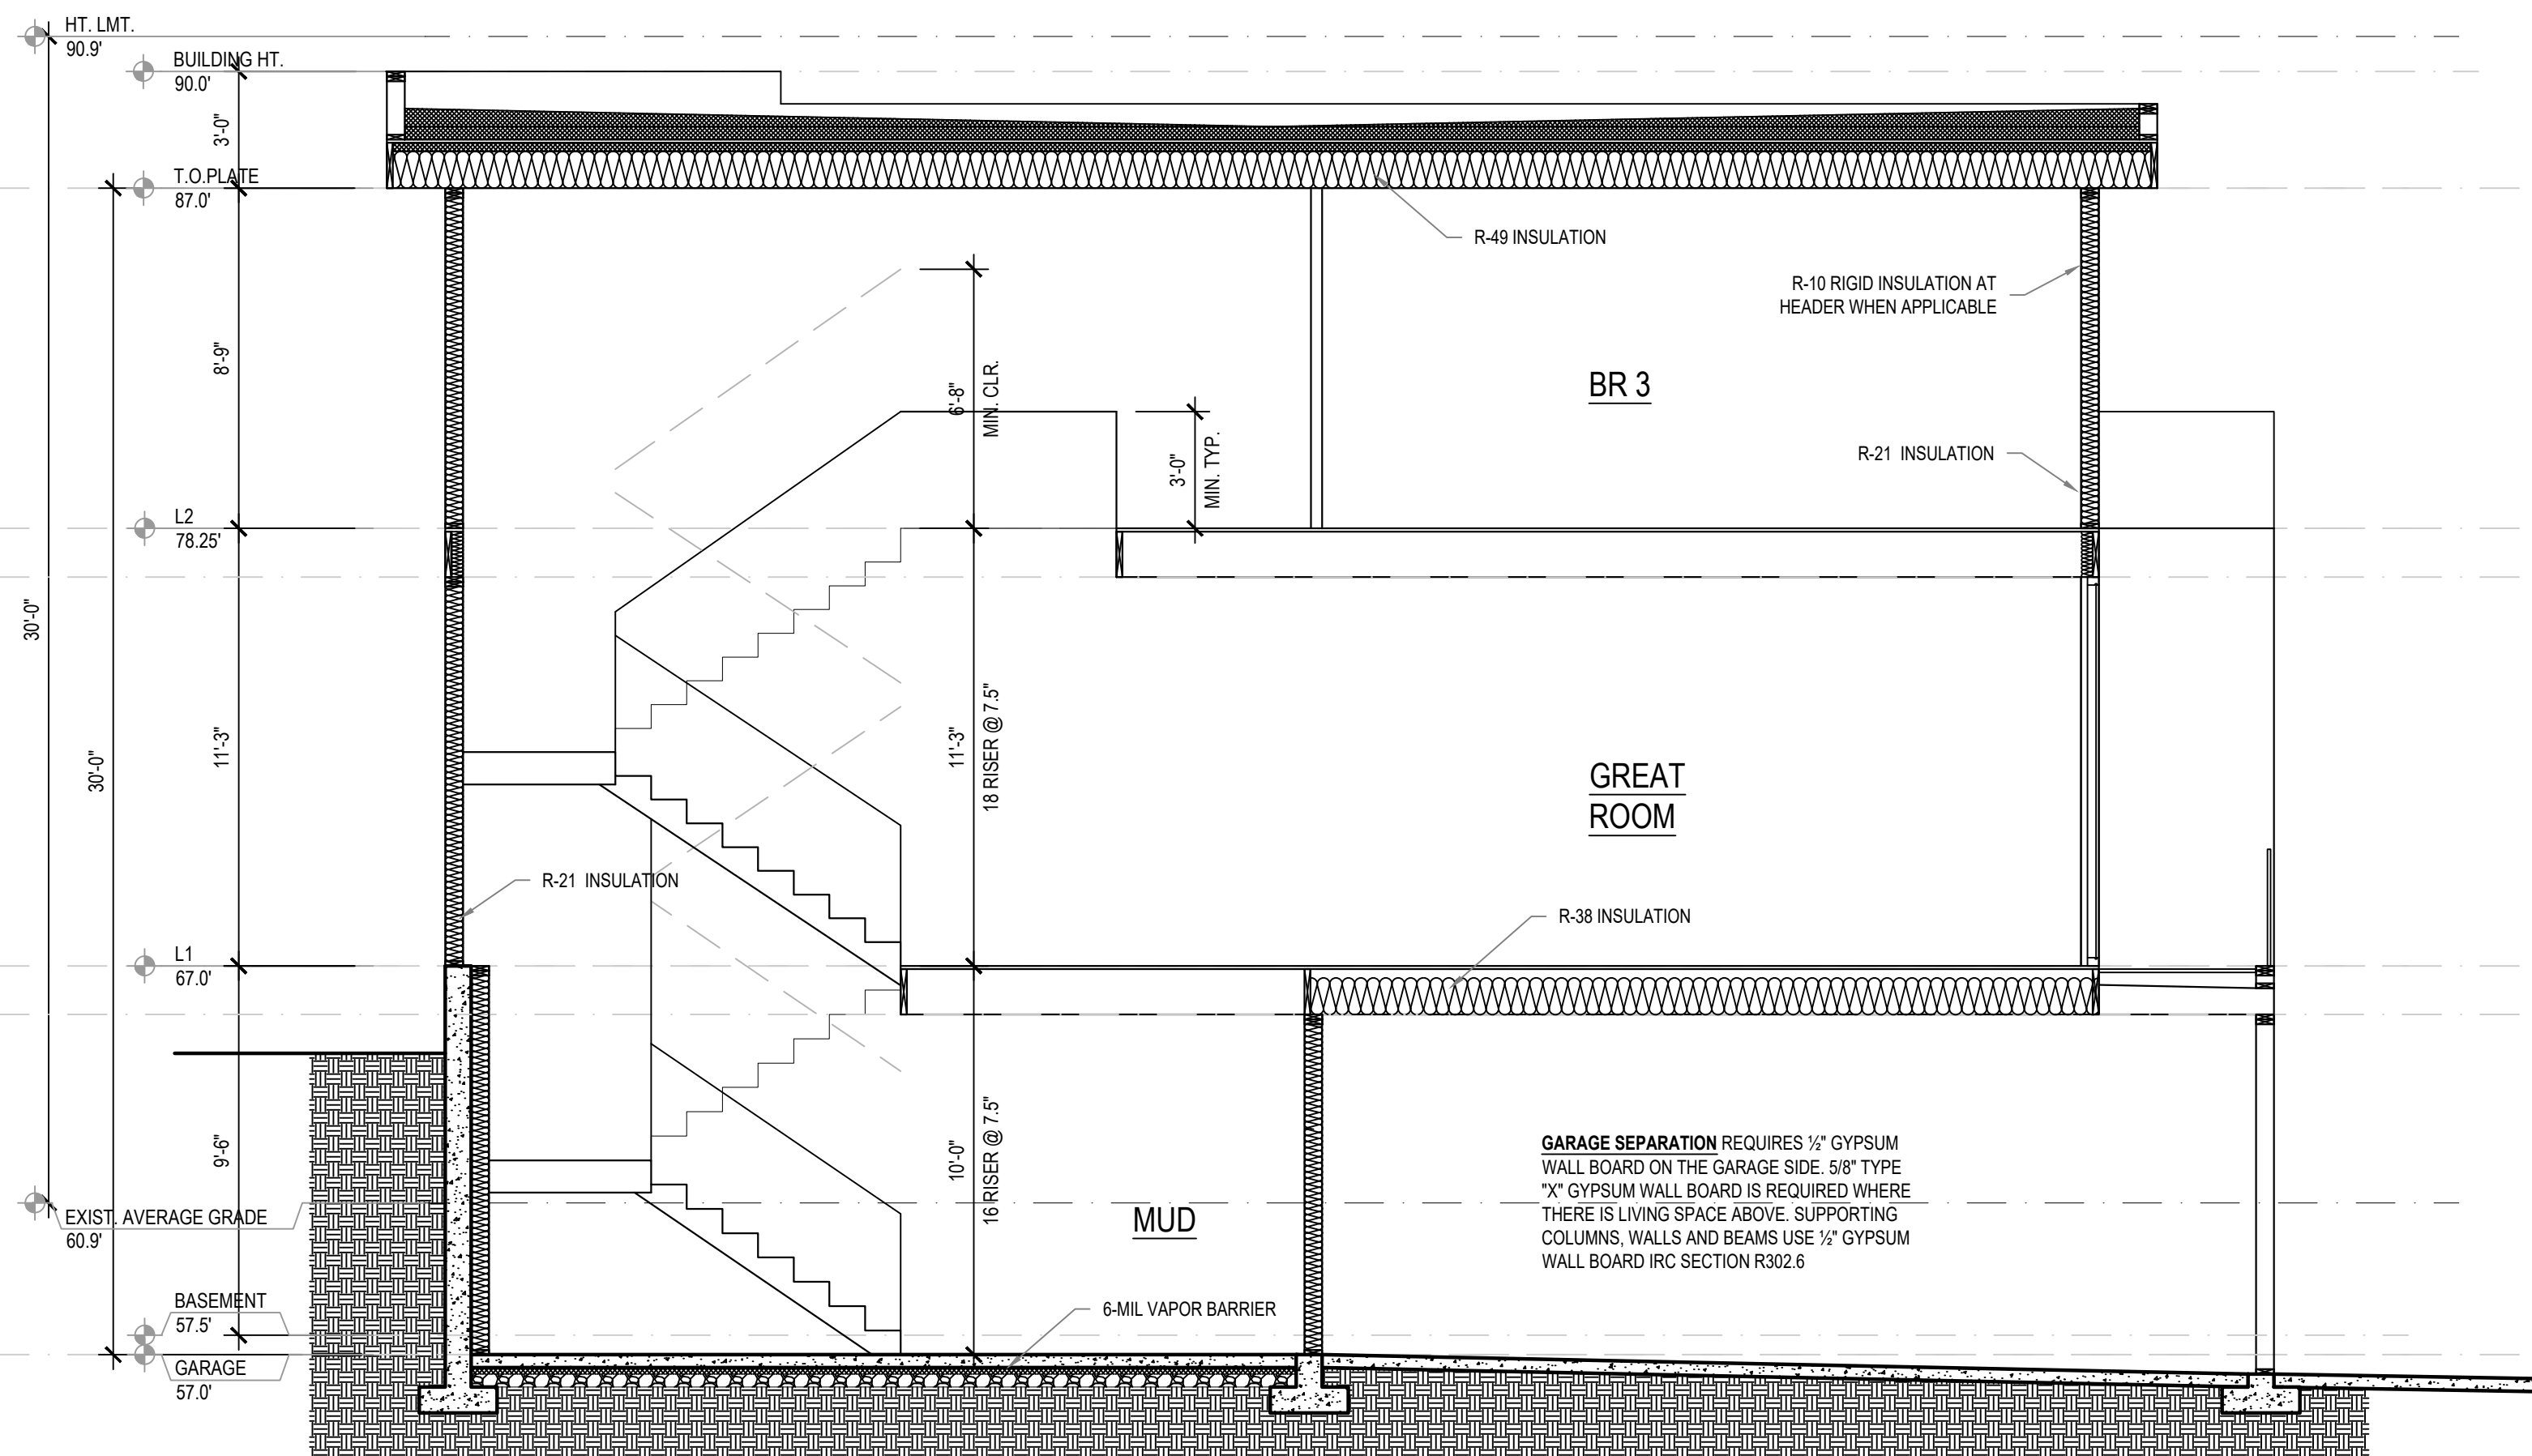 HT. LMT.
90.9'
BUILDING HT.
90.0'
3'-0"
T.O.PLATE
87.0'
R-49 INSULATION
R-10 RIGID INSULATION AT
HEADER WHEN APPLICABLE
8'-9"
6'-8"
MIN. CLR.
BR 3
3'-0"
MIN. TYP.
R-21 INSULATION
L2
78.25'
30'-0"
30'-0"
11'-3"
11'-3"
18 RISER @ 7.5"
GREAT
ROOM
R-21 INSULATION
R-38 INSULATION
L1
67.0'
9'-6"
10'-0"
16 RISER @ 7.5"
GARAGE SEPARATION REQUIRES ½" GYPSUM
WALL BOARD ON THE GARAGE SIDE. 5/8" TYPE
"X" GYPSUM WALL BOARD IS REQUIRED WHERE
THERE IS LIVING SPACE ABOVE. SUPPORTING
COLUMNS, WALLS AND BEAMS USE ½" GYPSUM
WALL BOARD IRC SECTION R302.6
MUD
EXIST. AVERAGE GRADE
60.9'
BASEMENT
57.5'
6-MIL VAPOR BARRIER
GARAGE
57.0'